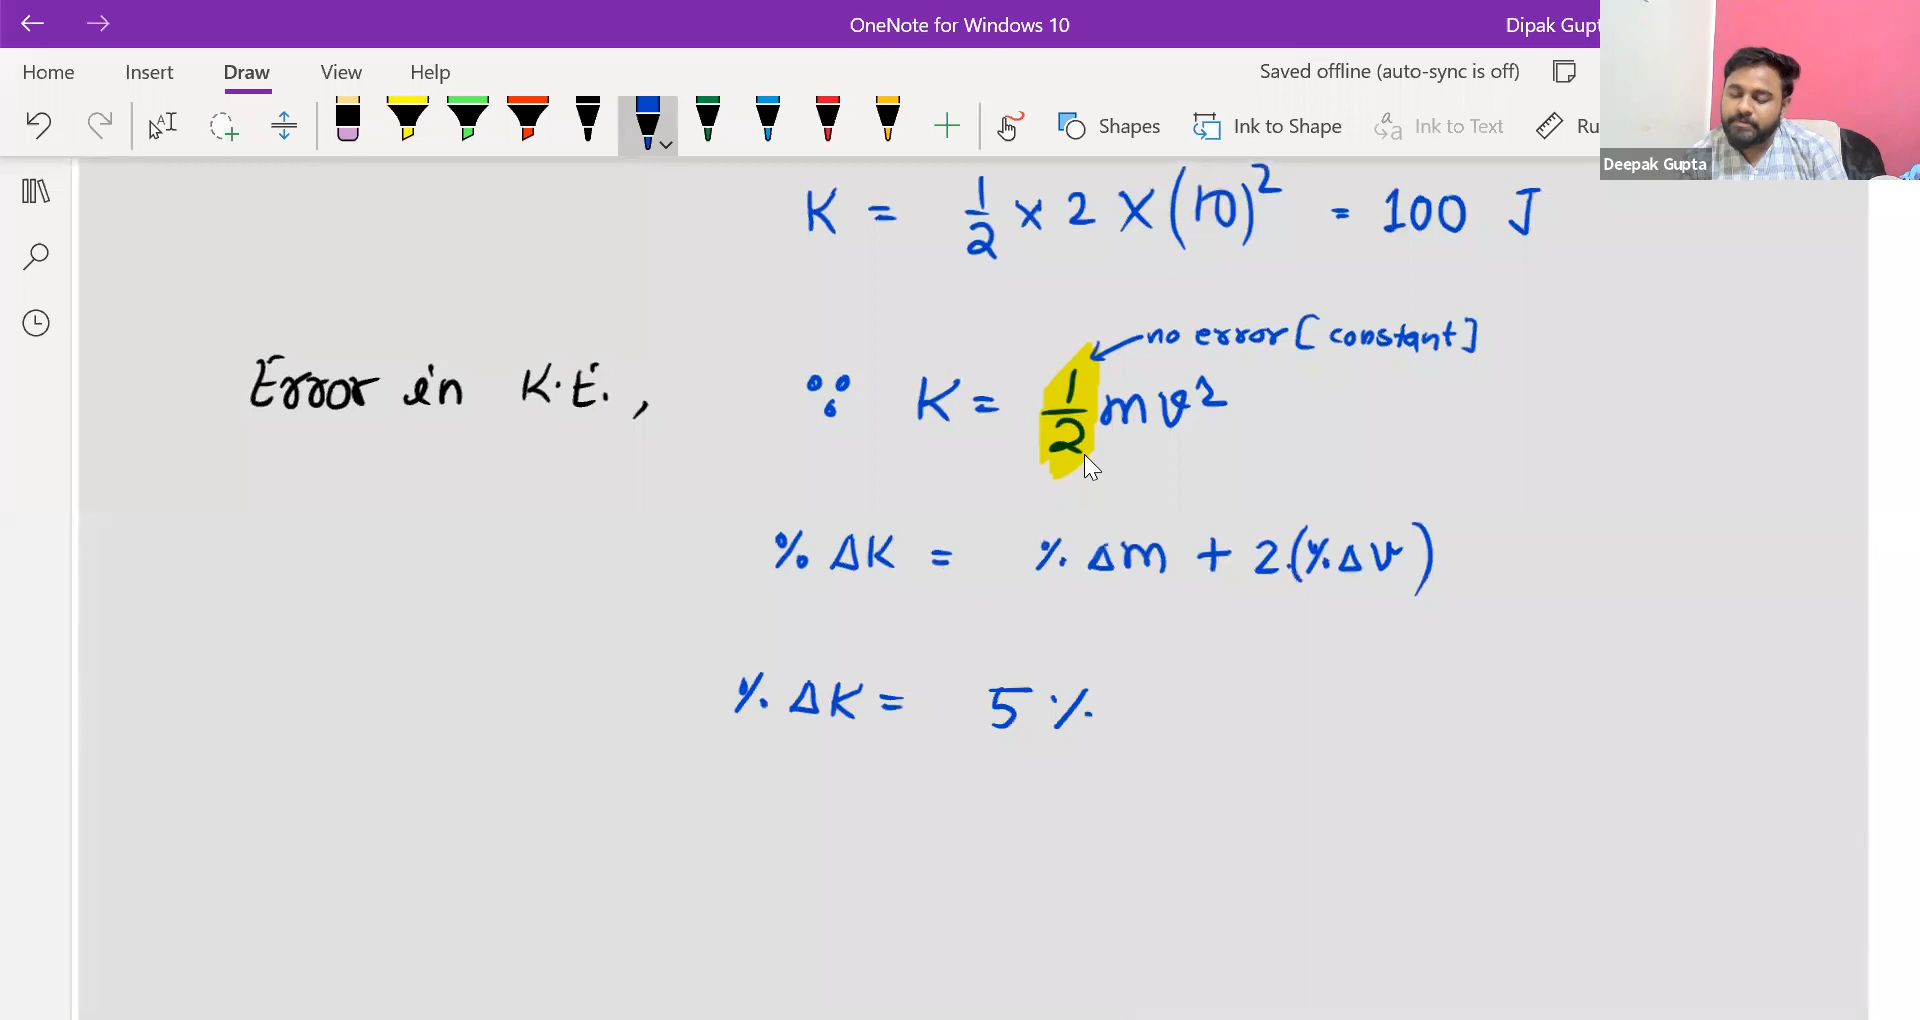 OneNote for Windows 10
Dipak Gupt
Home Insert Draw View Help
Saved offline (auto-sync is off)
Shapes Ink to Shape Ink to Text Ru
Deepak Gupta
K = 1/2 × 2 × (10)² = 100 J
no error [constant]
Error in K.E., ∵ K = 1/2 mv²
% ΔK = % Δm + 2.(% Δv)
% ΔK = 5 %